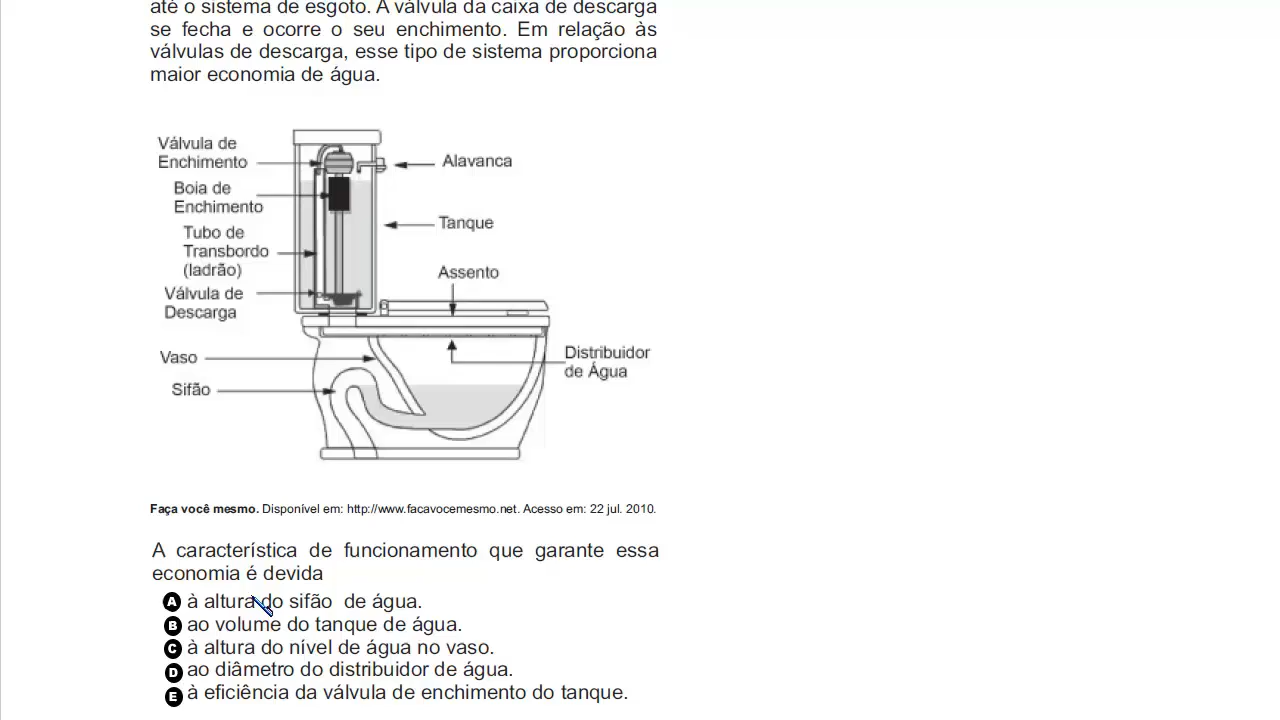 até o sistema de esgoto. A válvula da caixa de descarga
se fecha e ocorre o seu enchimento. Em relação às
válvulas de descarga, esse tipo de sistema proporciona
maior economia de água.
Válvula de
Enchimento
Alavanca
Boia de
Enchimento
Tanque
Tubo de
Transbordo
(ladrão)
Assento
Válvula de
Descarga
Vaso
Distribuidor
de Água
Sifão
Faça você mesmo. Disponível em: http://www.facavocemesmo.net. Acesso em: 22 jul. 2010.
A característica de funcionamento que garante essa
economia é devida
A à altura do sifão de água.
B ao volume do tanque de água.
C à altura do nível de água no vaso.
D ao diâmetro do distribuidor de água.
E à eficiência da válvula de enchimento do tanque.